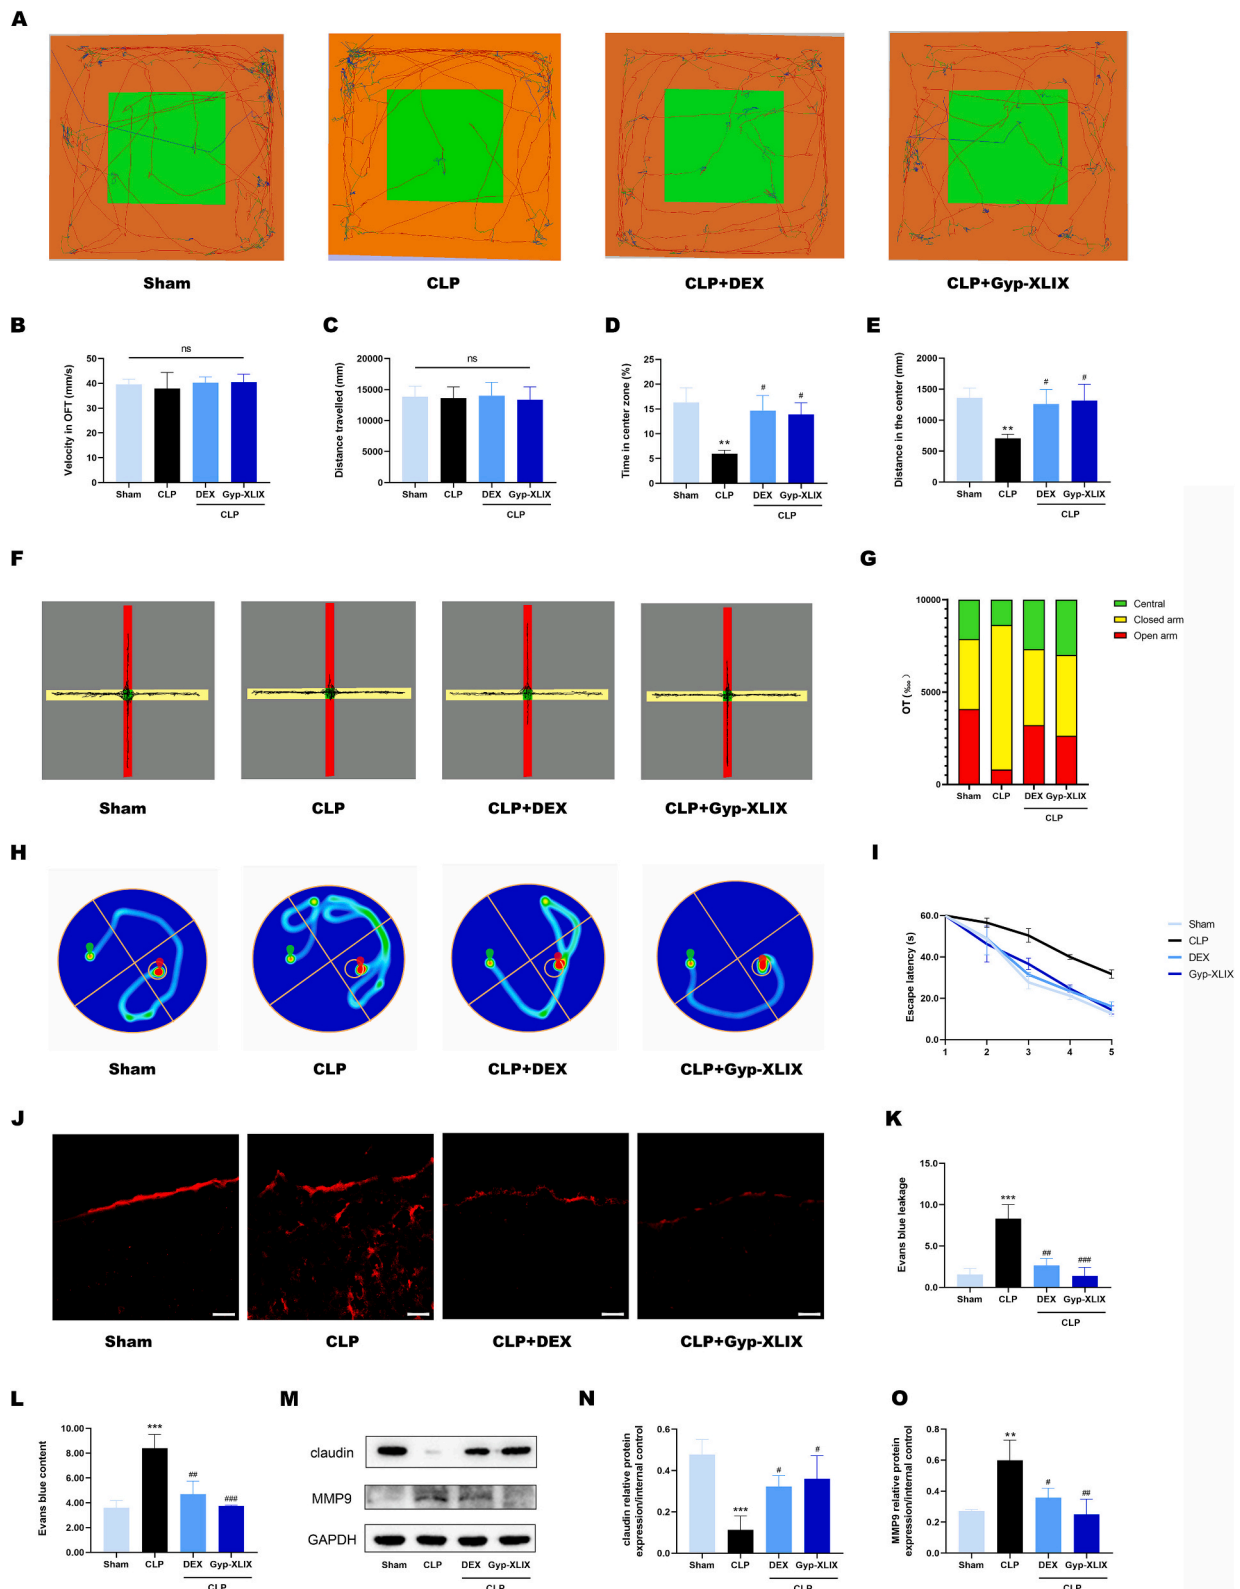 A
Sham
CLP
CLP+DEX
CLP+Gyp-XLIX
B
Velocity in OFT (mm/s)
50
40
30
20
10
0
ns
Sham
CLP
DEX
Gyp-XLIX
CLP
C
Distance travelled (mm)
20000
15000
10000
5000
0
ns
Sham
CLP
DEX
Gyp-XLIX
CLP
D
Time in center zone (%)
25
20
15
10
5
0
**
#
#
Sham
CLP
DEX
Gyp-XLIX
CLP
E
Distance in the center (mm)
2000
1500
1000
500
0
**
#
#
Sham
CLP
DEX
Gyp-XLIX
CLP
F
Sham
CLP
CLP+DEX
CLP+Gyp-XLIX
G
OT (‱)
10000
5000
0
Sham
CLP
DEX
Gyp-XLIX
CLP
Central
Closed arm
Open arm
H
Sham
CLP
CLP+DEX
CLP+Gyp-XLIX
I
Escape latency (s)
60.0
40.0
20.0
0.0
1
2
3
4
5
Sham
CLP
DEX
Gyp-XLIX
J
Sham
CLP
CLP+DEX
CLP+Gyp-XLIX
K
Evans blue leakage
15.0
10.0
5.0
0.0
***
##
###
Sham
CLP
DEX
Gyp-XLIX
CLP
L
Evans blue content
10.00
8.00
6.00
4.00
2.00
0.00
***
##
###
Sham
CLP
DEX
Gyp-XLIX
CLP
M
claudin
MMP9
GAPDH
Sham
CLP
DEX
Gyp-XLIX
CLP
N
claudin relative protein
expression/internal control
0.6
0.4
0.2
0.0
***
#
#
Sham
CLP
DEX
Gyp-XLIX
CLP
O
MMP9 relative protein
expression/internal control
0.8
0.6
0.4
0.2
0.0
**
#
##
Sham
CLP
DEX
Gyp-XLIX
CLP